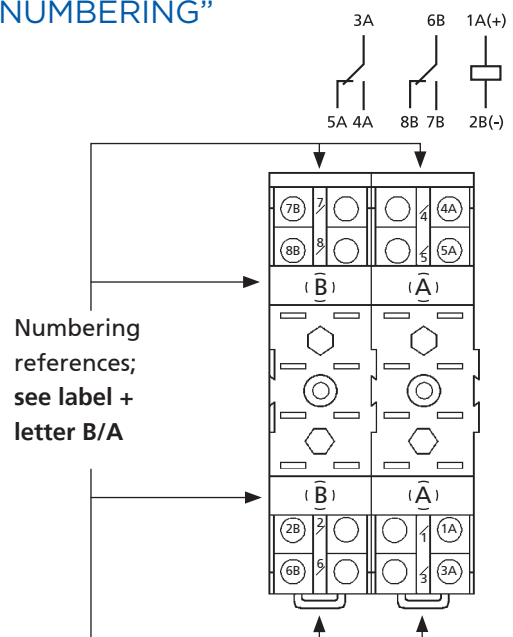 NUMBERING”
3A 6B 1A(+)
5A 4A 8B 7B 2B(-)
7B 7 4 4A
8B 8 5 5A
(B) (A)
Numbering
references;
see label +
letter B/A
(B) (A)
2B 2 1 1A
6B 6 3 3A